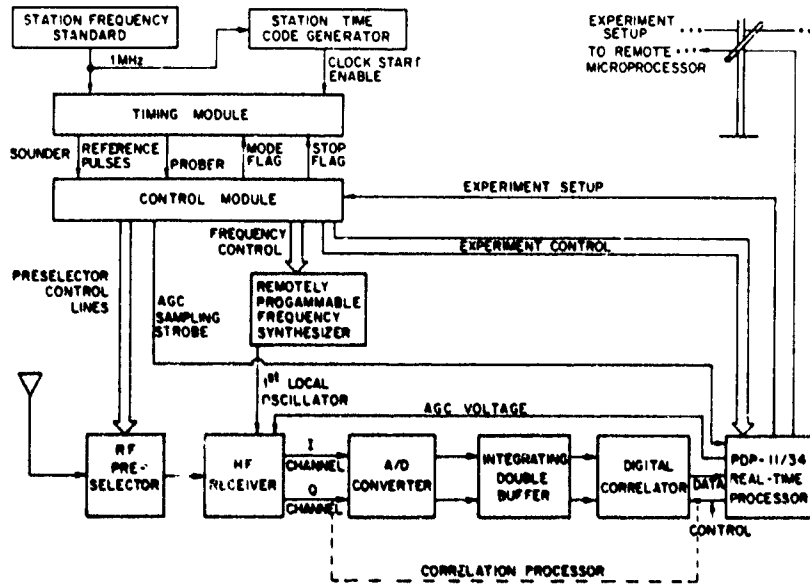 STATION FREQUENCY
STANDARD
STATION TIME
CODE GENERATOR
EXPERIMENT
SETUP
TO REMOTE
MICROPROCESSOR
1 MHz
CLOCK START
ENABLE
TIMING MODULE
SOUNDER
REFERENCE
PULSES
PROBER
MODE
FLAG
STOP
FLAG
CONTROL MODULE
EXPERIMENT SETUP
FREQUENCY
CONTROL
EXPERIMENT CONTROL
PRESELECTOR
CONTROL
LINES
AGC
SAMPLING
STROBE
REMOTELY
PROGAMMABLE
FREQUENCY
SYNTHESIZER
1st LOCAL
OSCILLATOR
AGC VOLTAGE
RF
PRE-
SELECTOR
HF
RECEIVER
I
CHANNEL
Q
CHANNEL
A/D
CONVERTER
INTEGRATING
DOUBLE
BUFFER
DIGITAL
CORRELATOR
DATA
CONTROL
PDP-11/34
REAL-TIME
PROCESSOR
CORRELATION PROCESSOR